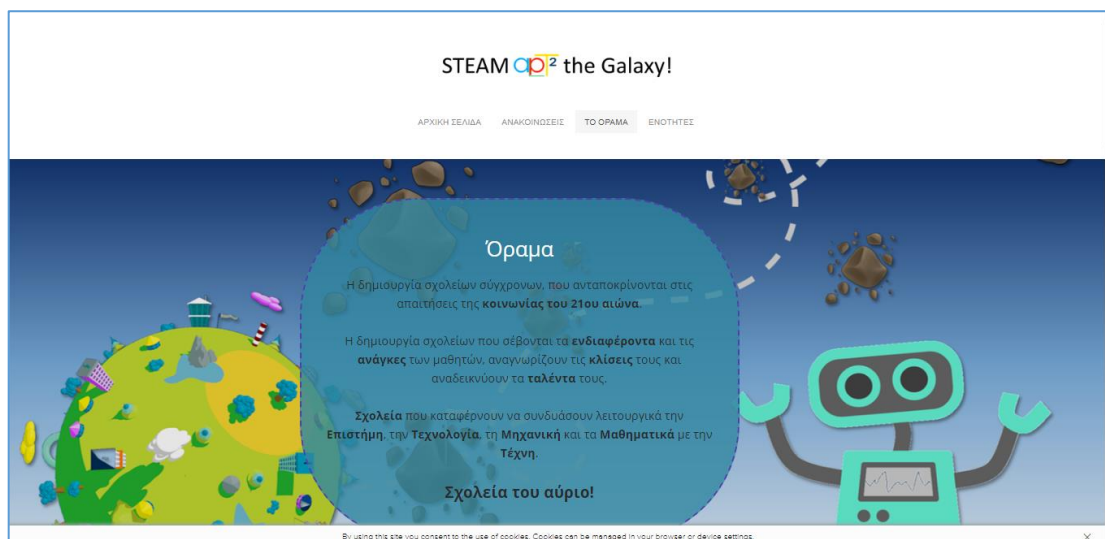 STEAM apT² the Galaxy!
ΑΡΧΙΚΗ ΣΕΛΙΔΑ ΑΝΑΚΟΙΝΩΣΕΙΣ ΤΟ ΟΡΑΜΑ ΕΝΟΤΗΤΕΣ
Όραμα
Η δημιουργία σχολείων σύγχρονων, που ανταποκρίνονται στις
απαιτήσεις της κοινωνίας του 21ου αιώνα.
Η δημιουργία σχολείων που σέβονται τα ενδιαφέροντα και τις
ανάγκες των μαθητών, αναγνωρίζουν τις κλίσεις τους και
αναδεικνύουν τα ταλέντα τους.
Σχολεία που καταφέρνουν να συνδυάσουν λειτουργικά την
Επιστήμη, την Τεχνολογία, τη Μηχανική και τα Μαθηματικά με την
Τέχνη.
Σχολεία του αύριο!
By using this site you consent to the use of cookies. Cookies can be managed in your browser or device settings.